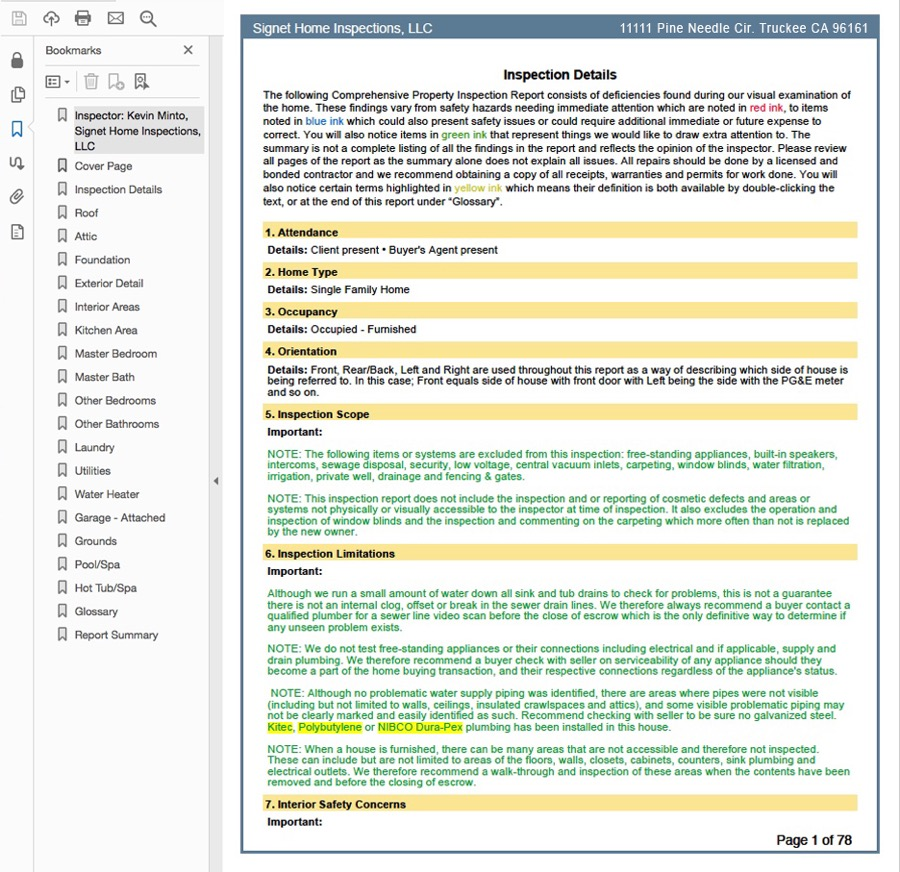 Bookmarks
Inspector: Kevin Minto,
Signet Home Inspections,
LLC
Cover Page
Inspection Details
Roof
Attic
Foundation
Exterior Detail
Interior Areas
Kitchen Area
Master Bedroom
Master Bath
Other Bedrooms
Other Bathrooms
Laundry
Utilities
Water Heater
Garage - Attached
Grounds
Pool/Spa
Hot Tub/Spa
Glossary
Report Summary
Signet Home Inspections, LLC 11111 Pine Needle Cir. Truckee CA 96161
Inspection Details
The following Comprehensive Property Inspection Report consists of deficiencies found during our visual examination of
the home. These findings vary from safety hazards needing immediate attention which are noted in red ink, to items
noted in blue ink which could also present safety issues or could require additional immediate or future expense to
correct. You will also notice items in green ink that represent things we would like to draw extra attention to. The
summary is not a complete listing of all the findings in the report and reflects the opinion of the inspector. Please review
all pages of the report as the summary alone does not explain all issues. All repairs should be done by a licensed and
bonded contractor and we recommend obtaining a copy of all receipts, warranties and permits for work done. You will
also notice certain terms highlighted in yellow ink which means their definition is both available by double-clicking the
text, or at the end of this report under "Glossary".
1. Attendance
Details: Client present • Buyer's Agent present
2. Home Type
Details: Single Family Home
3. Occupancy
Details: Occupied - Furnished
4. Orientation
Details: Front, Rear/Back, Left and Right are used throughout this report as a way of describing which side of house is
being referred to. In this case; Front equals side of house with front door with Left being the side with the PG&E meter
and so on.
5. Inspection Scope
Important:
NOTE: The following items or systems are excluded from this inspection: free-standing appliances, built-in speakers,
intercoms, sewage disposal, security, low voltage, central vacuum inlets, carpeting, window blinds, water filtration,
irrigation, private well, drainage and fencing & gates.
NOTE: This inspection report does not include the inspection and or reporting of cosmetic defects and areas or
systems not physically or visually accessible to the inspector at time of inspection. It also excludes the operation and
inspection of window blinds and the inspection and commenting on the carpeting which more often than not is replaced
by the new owner.
6. Inspection Limitations
Important:
Although we run a small amount of water down all sink and tub drains to check for problems, this is not a guarantee
there is not an internal clog, offset or break in the sewer drain lines. We therefore always recommend a buyer contact a
qualified plumber for a sewer line video scan before the close of escrow which is the only definitive way to determine if
any unseen problem exists.
NOTE: We do not test free-standing appliances or their connections including electrical and if applicable, supply and
drain plumbing. We therefore recommend a buyer check with seller on serviceability of any appliance should they
become a part of the home buying transaction, and their respective connections regardless of the appliance's status.
NOTE: Although no problematic water supply piping was identified, there are areas where pipes were not visible
(including but not limited to walls, ceilings, insulated crawlspaces and attics), and some visible problematic piping may
not be clearly marked and easily identified as such. Recommend checking with seller to be sure no galvanized steel.
Kitec, Polybutylene or NIBCO Dura-Pex plumbing has been installed in this house.
NOTE: When a house is furnished, there can be many areas that are not accessible and therefore not inspected.
These can include but are not limited to areas of the floors, walls, closets, cabinets, counters, sink plumbing and
electrical outlets. We therefore recommend a walk-through and inspection of these areas when the contents have been
removed and before the closing of escrow.
7. Interior Safety Concerns
Important:
Page 1 of 78